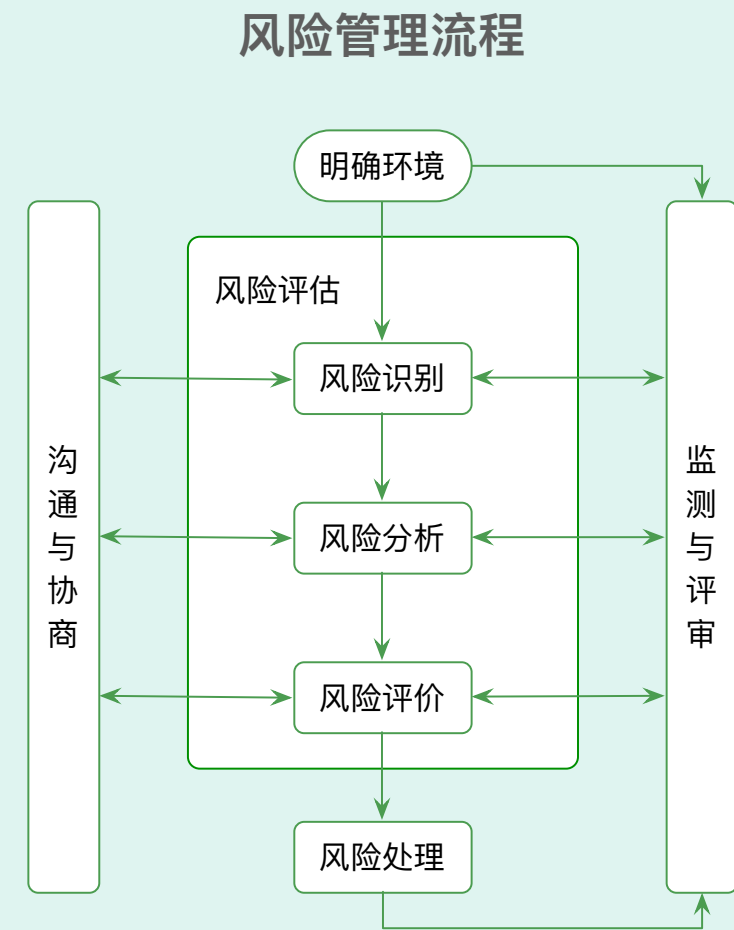 风险管理流程
明确环境
风险评估
风险识别
风险分析
风险评价
风险处理
沟通与协商
监测与评审